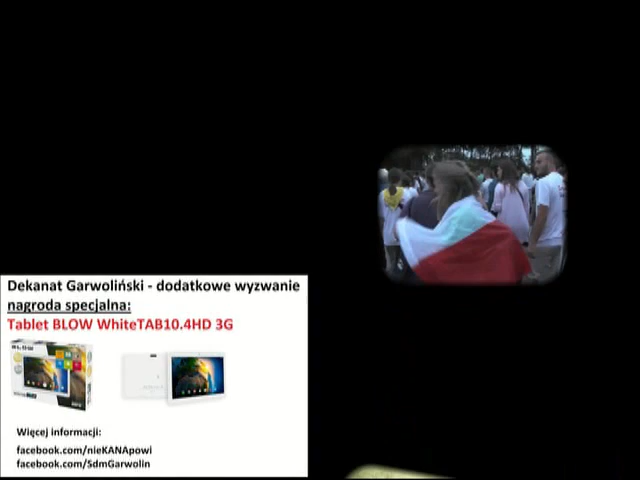 Dekanat Garwoliński - dodatkowe wyzwanie
nagroda specjalna:
Tablet BLOW WhiteTAB10.4HD 3G
Więcej informacji:
facebook.com/nieKANApowi
facebook.com/SdmGarwolin